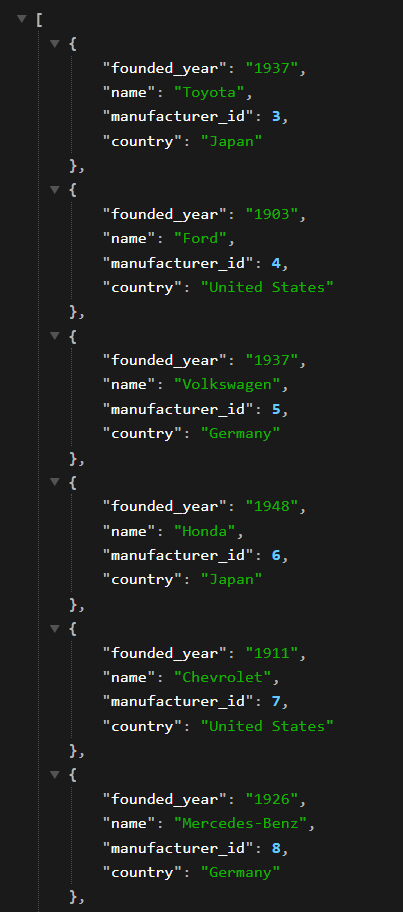 [
{
"founded_year": "1937",
"name": "Toyota",
"manufacturer_id": 3,
"country": "Japan"
},
{
"founded_year": "1903",
"name": "Ford",
"manufacturer_id": 4,
"country": "United States"
},
{
"founded_year": "1937",
"name": "Volkswagen",
"manufacturer_id": 5,
"country": "Germany"
},
{
"founded_year": "1948",
"name": "Honda",
"manufacturer_id": 6,
"country": "Japan"
},
{
"founded_year": "1911",
"name": "Chevrolet",
"manufacturer_id": 7,
"country": "United States"
},
{
"founded_year": "1926",
"name": "Mercedes-Benz",
"manufacturer_id": 8,
"country": "Germany"
},